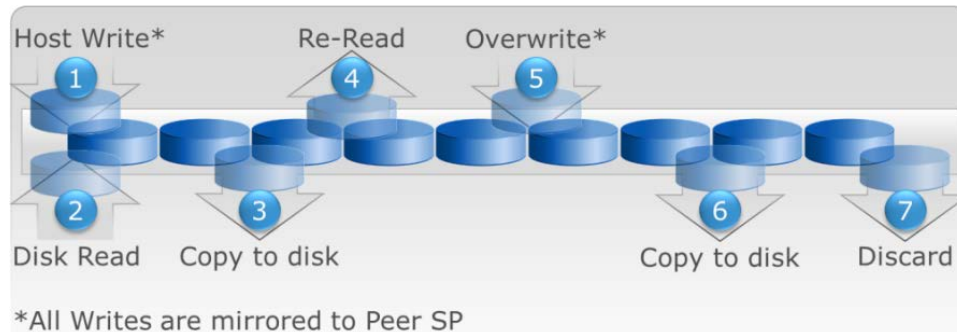 Host Write*
Re-Read
Overwrite*
1
4
5
2
3
6
7
Disk Read
Copy to disk
Copy to disk
Discard
*All Writes are mirrored to Peer SP